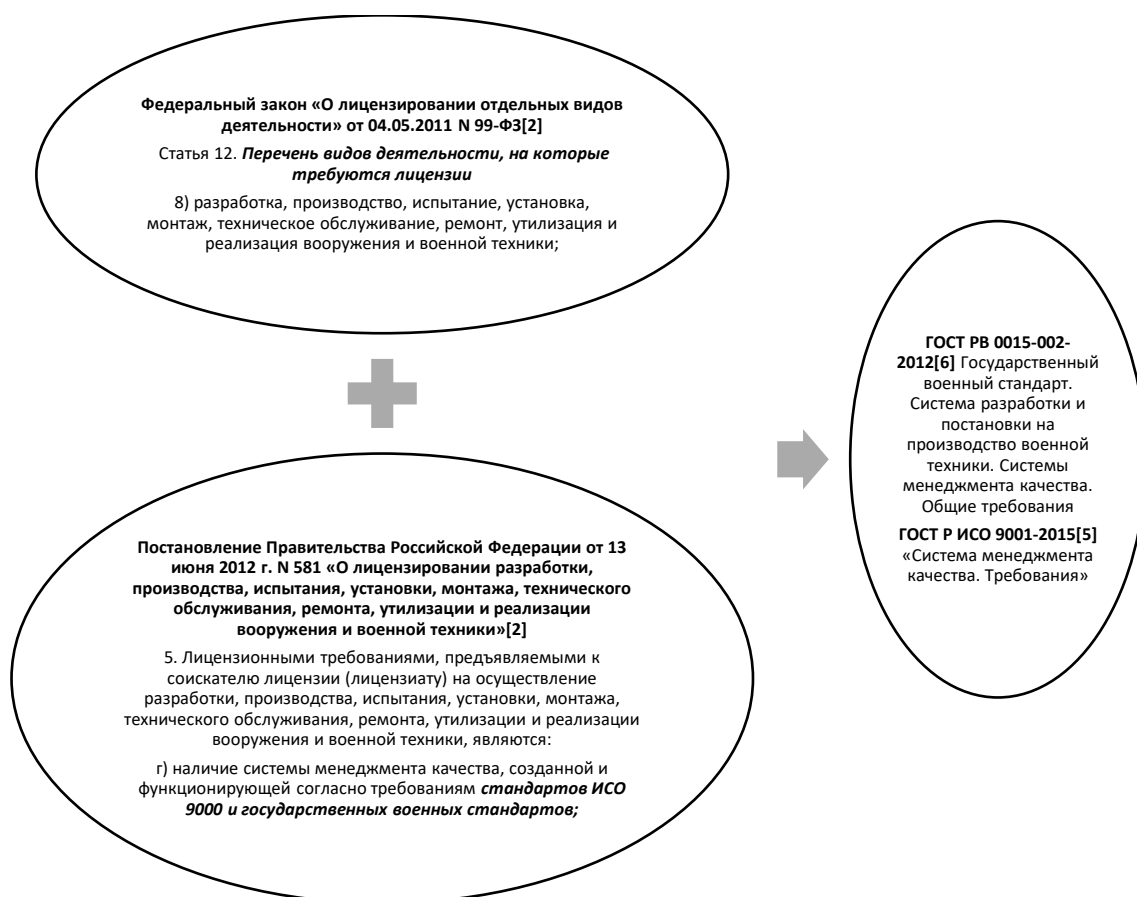 Федеральный закон «О лицензировании отдельных видов
деятельности» от 04.05.2011 N 99-ФЗ[2]
Статья 12. Перечень видов деятельности, на которые
требуются лицензии
8) разработка, производство, испытание, установка,
монтаж, техническое обслуживание, ремонт, утилизация и
реализация вооружения и военной техники;
Постановление Правительства Российской Федерации от 13
июня 2012 г. N 581 «О лицензировании разработки,
производства, испытания, установки, монтажа, технического
обслуживания, ремонта, утилизации и реализации
вооружения и военной техники»[2]
5. Лицензионными требованиями, предъявляемыми к
соискателю лицензии (лицензиату) на осуществление
разработки, производства, испытания, установки, монтажа,
технического обслуживания, ремонта, утилизации и реализации
вооружения и военной техники, являются:
г) наличие системы менеджмента качества, созданной и
функционирующей согласно требованиям стандартов ИСО
9000 и государственных военных стандартов;
ГОСТ РВ 0015-002-
2012[6] Государственный
военный стандарт.
Система разработки и
постановки на
производство военной
техники. Системы
менеджмента качества.
Общие требования
ГОСТ Р ИСО 9001-2015[5]
«Система менеджмента
качества. Требования»